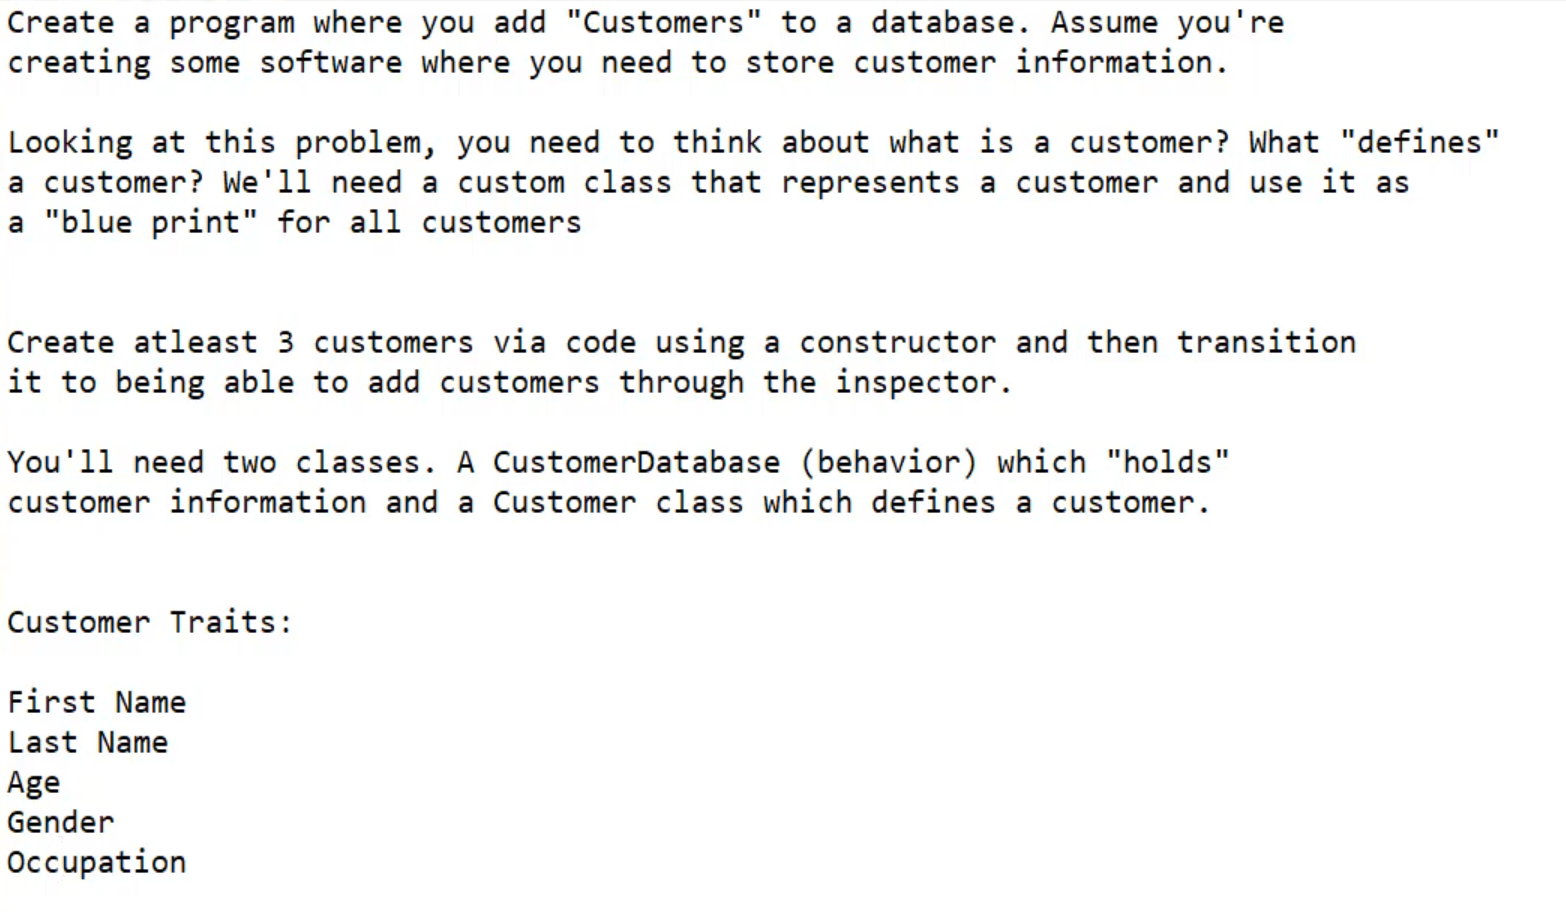 Create a program where you add "Customers" to a database. Assume you're
creating some software where you need to store customer information.
Looking at this problem, you need to think about what is a customer? What "defines"
a customer? We'll need a custom class that represents a customer and use it as
a "blue print" for all customers
Create atleast 3 customers via code using a constructor and then transition
it to being able to add customers through the inspector.
You'll need two classes. A CustomerDatabase (behavior) which "holds"
customer information and a Customer class which defines a customer.
Customer Traits:
First Name
Last Name
Age
Gender
Occupation